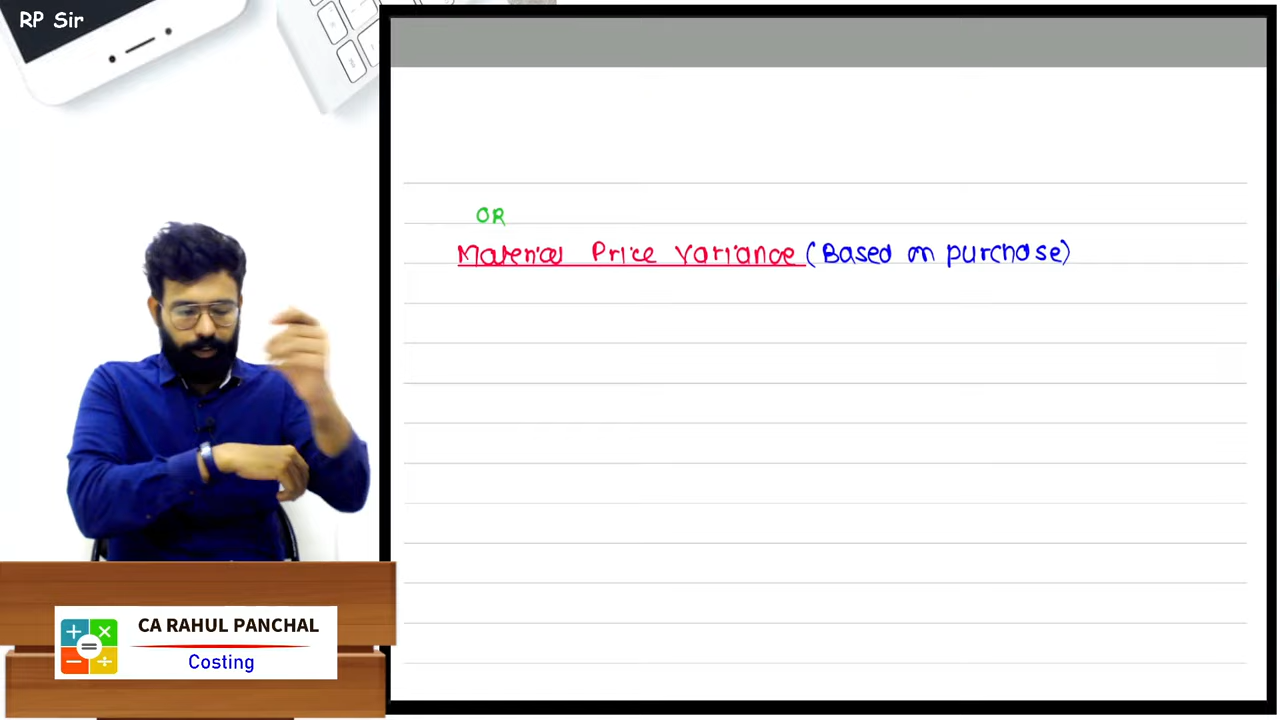 RP Sir
OR
Material Price Variance (Based on purchase)
CA RAHUL PANCHAL
Costing